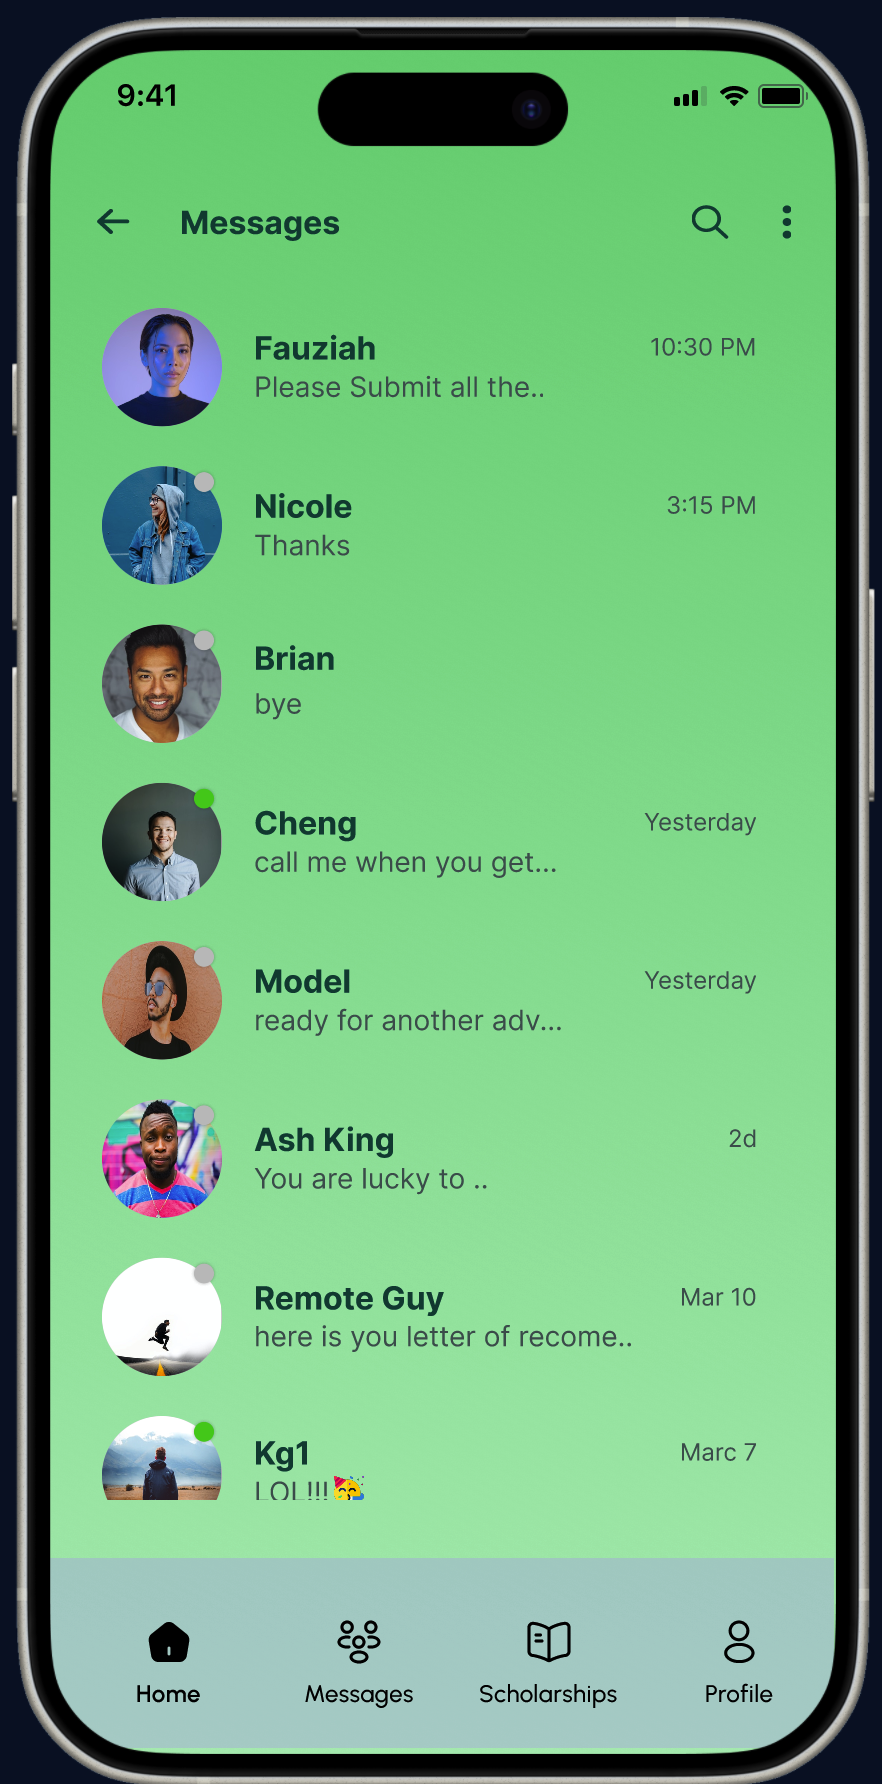 9:41
Messages
Fauziah
10:30 PM
Please Submit all the..
Nicole
3:15 PM
Thanks
Brian
bye
Cheng
Yesterday
call me when you get...
Model
Yesterday
ready for another adv...
Ash King
2d
You are lucky to ..
Remote Guy
Mar 10
here is you letter of recome..
Kg1
Marc 7
LOL!!!🥳
Home
Messages
Scholarships
Profile